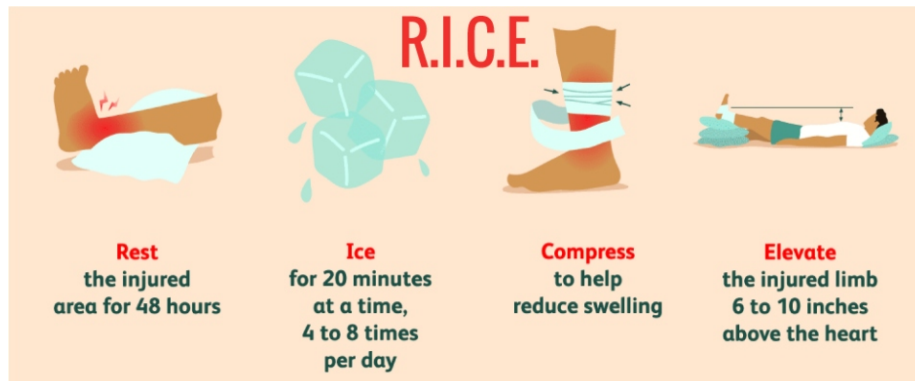 R.I.C.E.
Rest
the injured
area for 48 hours
Ice
for 20 minutes
at a time,
4 to 8 times
per day
Compress
to help
reduce swelling
Elevate
the injured limb
6 to 10 inches
above the heart